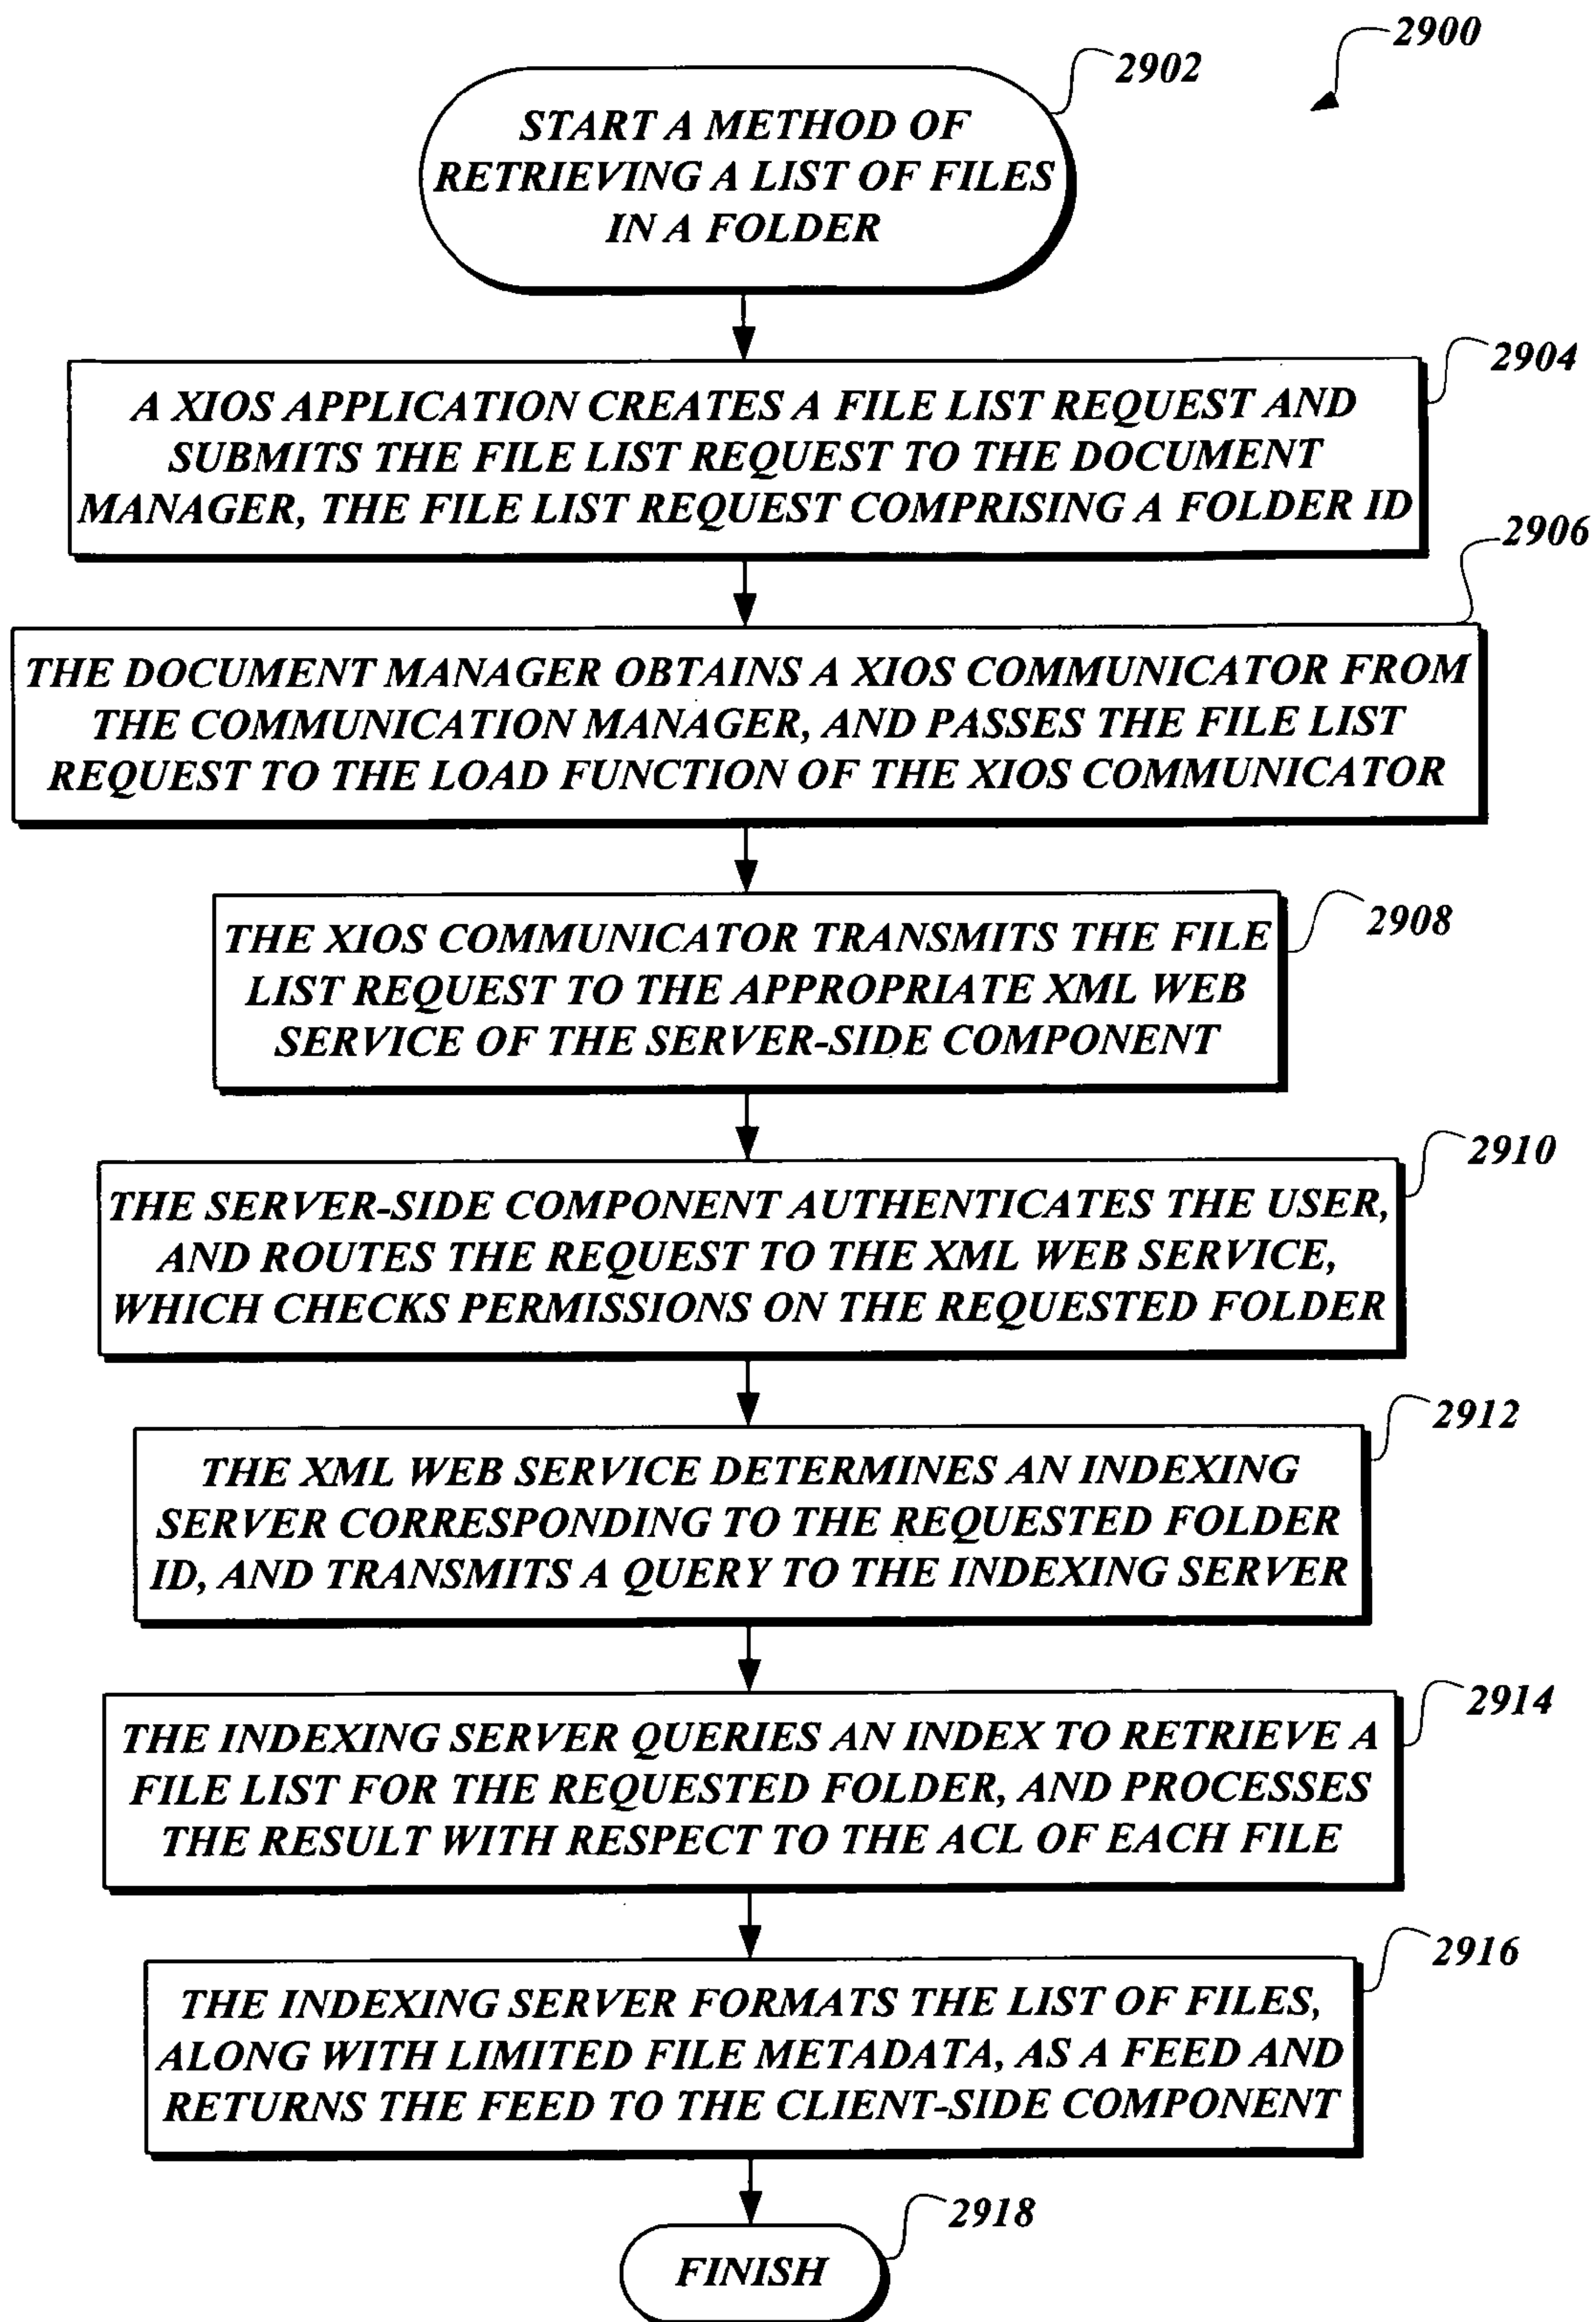 2900
2902
START A METHOD OF
RETRIEVING A LIST OF FILES
IN A FOLDER
2904
A XIOS APPLICATION CREATES A FILE LIST REQUEST AND
SUBMITS THE FILE LIST REQUEST TO THE DOCUMENT
MANAGER, THE FILE LIST REQUEST COMPRISING A FOLDER ID
2906
THE DOCUMENT MANAGER OBTAINS A XIOS COMMUNICATOR FROM
THE COMMUNICATION MANAGER, AND PASSES THE FILE LIST
REQUEST TO THE LOAD FUNCTION OF THE XIOS COMMUNICATOR
2908
THE XIOS COMMUNICATOR TRANSMITS THE FILE
LIST REQUEST TO THE APPROPRIATE XML WEB
SERVICE OF THE SERVER-SIDE COMPONENT
2910
THE SERVER-SIDE COMPONENT AUTHENTICATES THE USER,
AND ROUTES THE REQUEST TO THE XML WEB SERVICE,
WHICH CHECKS PERMISSIONS ON THE REQUESTED FOLDER
2912
THE XML WEB SERVICE DETERMINES AN INDEXING
SERVER CORRESPONDING TO THE REQUESTED FOLDER
ID, AND TRANSMITS A QUERY TO THE INDEXING SERVER
2914
THE INDEXING SERVER QUERIES AN INDEX TO RETRIEVE A
FILE LIST FOR THE REQUESTED FOLDER, AND PROCESSES
THE RESULT WITH RESPECT TO THE ACL OF EACH FILE
2916
THE INDEXING SERVER FORMATS THE LIST OF FILES,
ALONG WITH LIMITED FILE METADATA, AS A FEED AND
RETURNS THE FEED TO THE CLIENT-SIDE COMPONENT
2918
FINISH